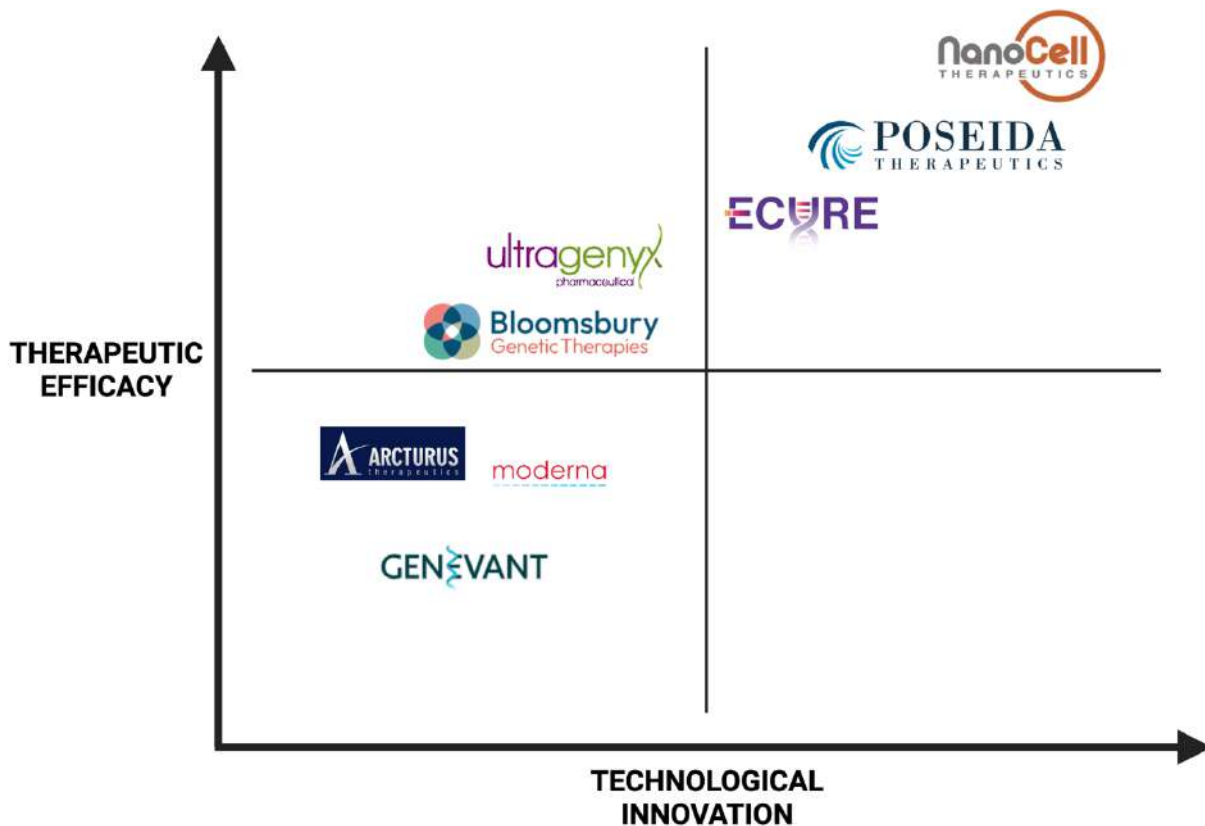 NanoCell
THERAPEUTICS
POSEIDA
THERAPEUTICS
ECURE
ultragenyx
pharmaceutical
Bloomsbury
Genetic Therapies
THERAPEUTIC
EFFICACY
ARCTURUS
therapeutics
moderna
GENEVANT
TECHNOLOGICAL
INNOVATION